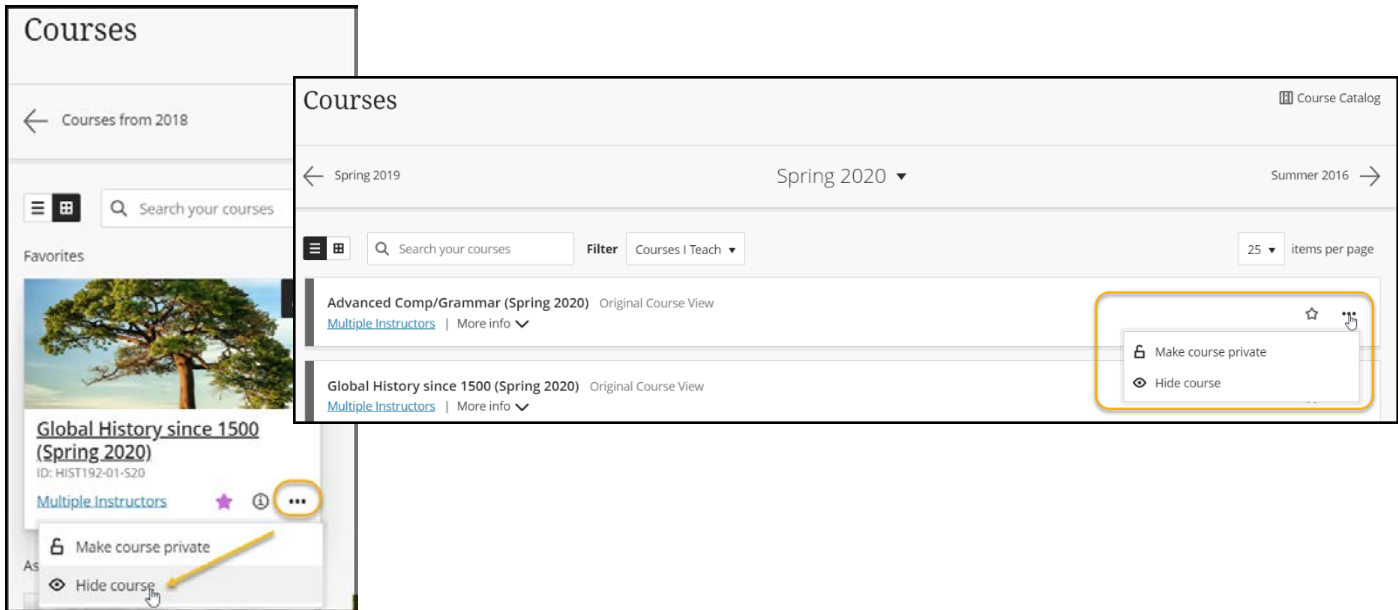 Courses
Courses from 2018
Search your courses
Favorites
Global History since 1500
(Spring 2020)
ID: HIST192-01-S20
Multiple Instructors
Make course private
As
Hide course
Courses
Course Catalog
Spring 2019
Spring 2020
Summer 2016
Search your courses
Filter
Courses I Teach
25
items per page
Advanced Comp/Grammar (Spring 2020) Original Course View
Multiple Instructors | More info
Make course private
Hide course
Global History since 1500 (Spring 2020) Original Course View
Multiple Instructors | More info